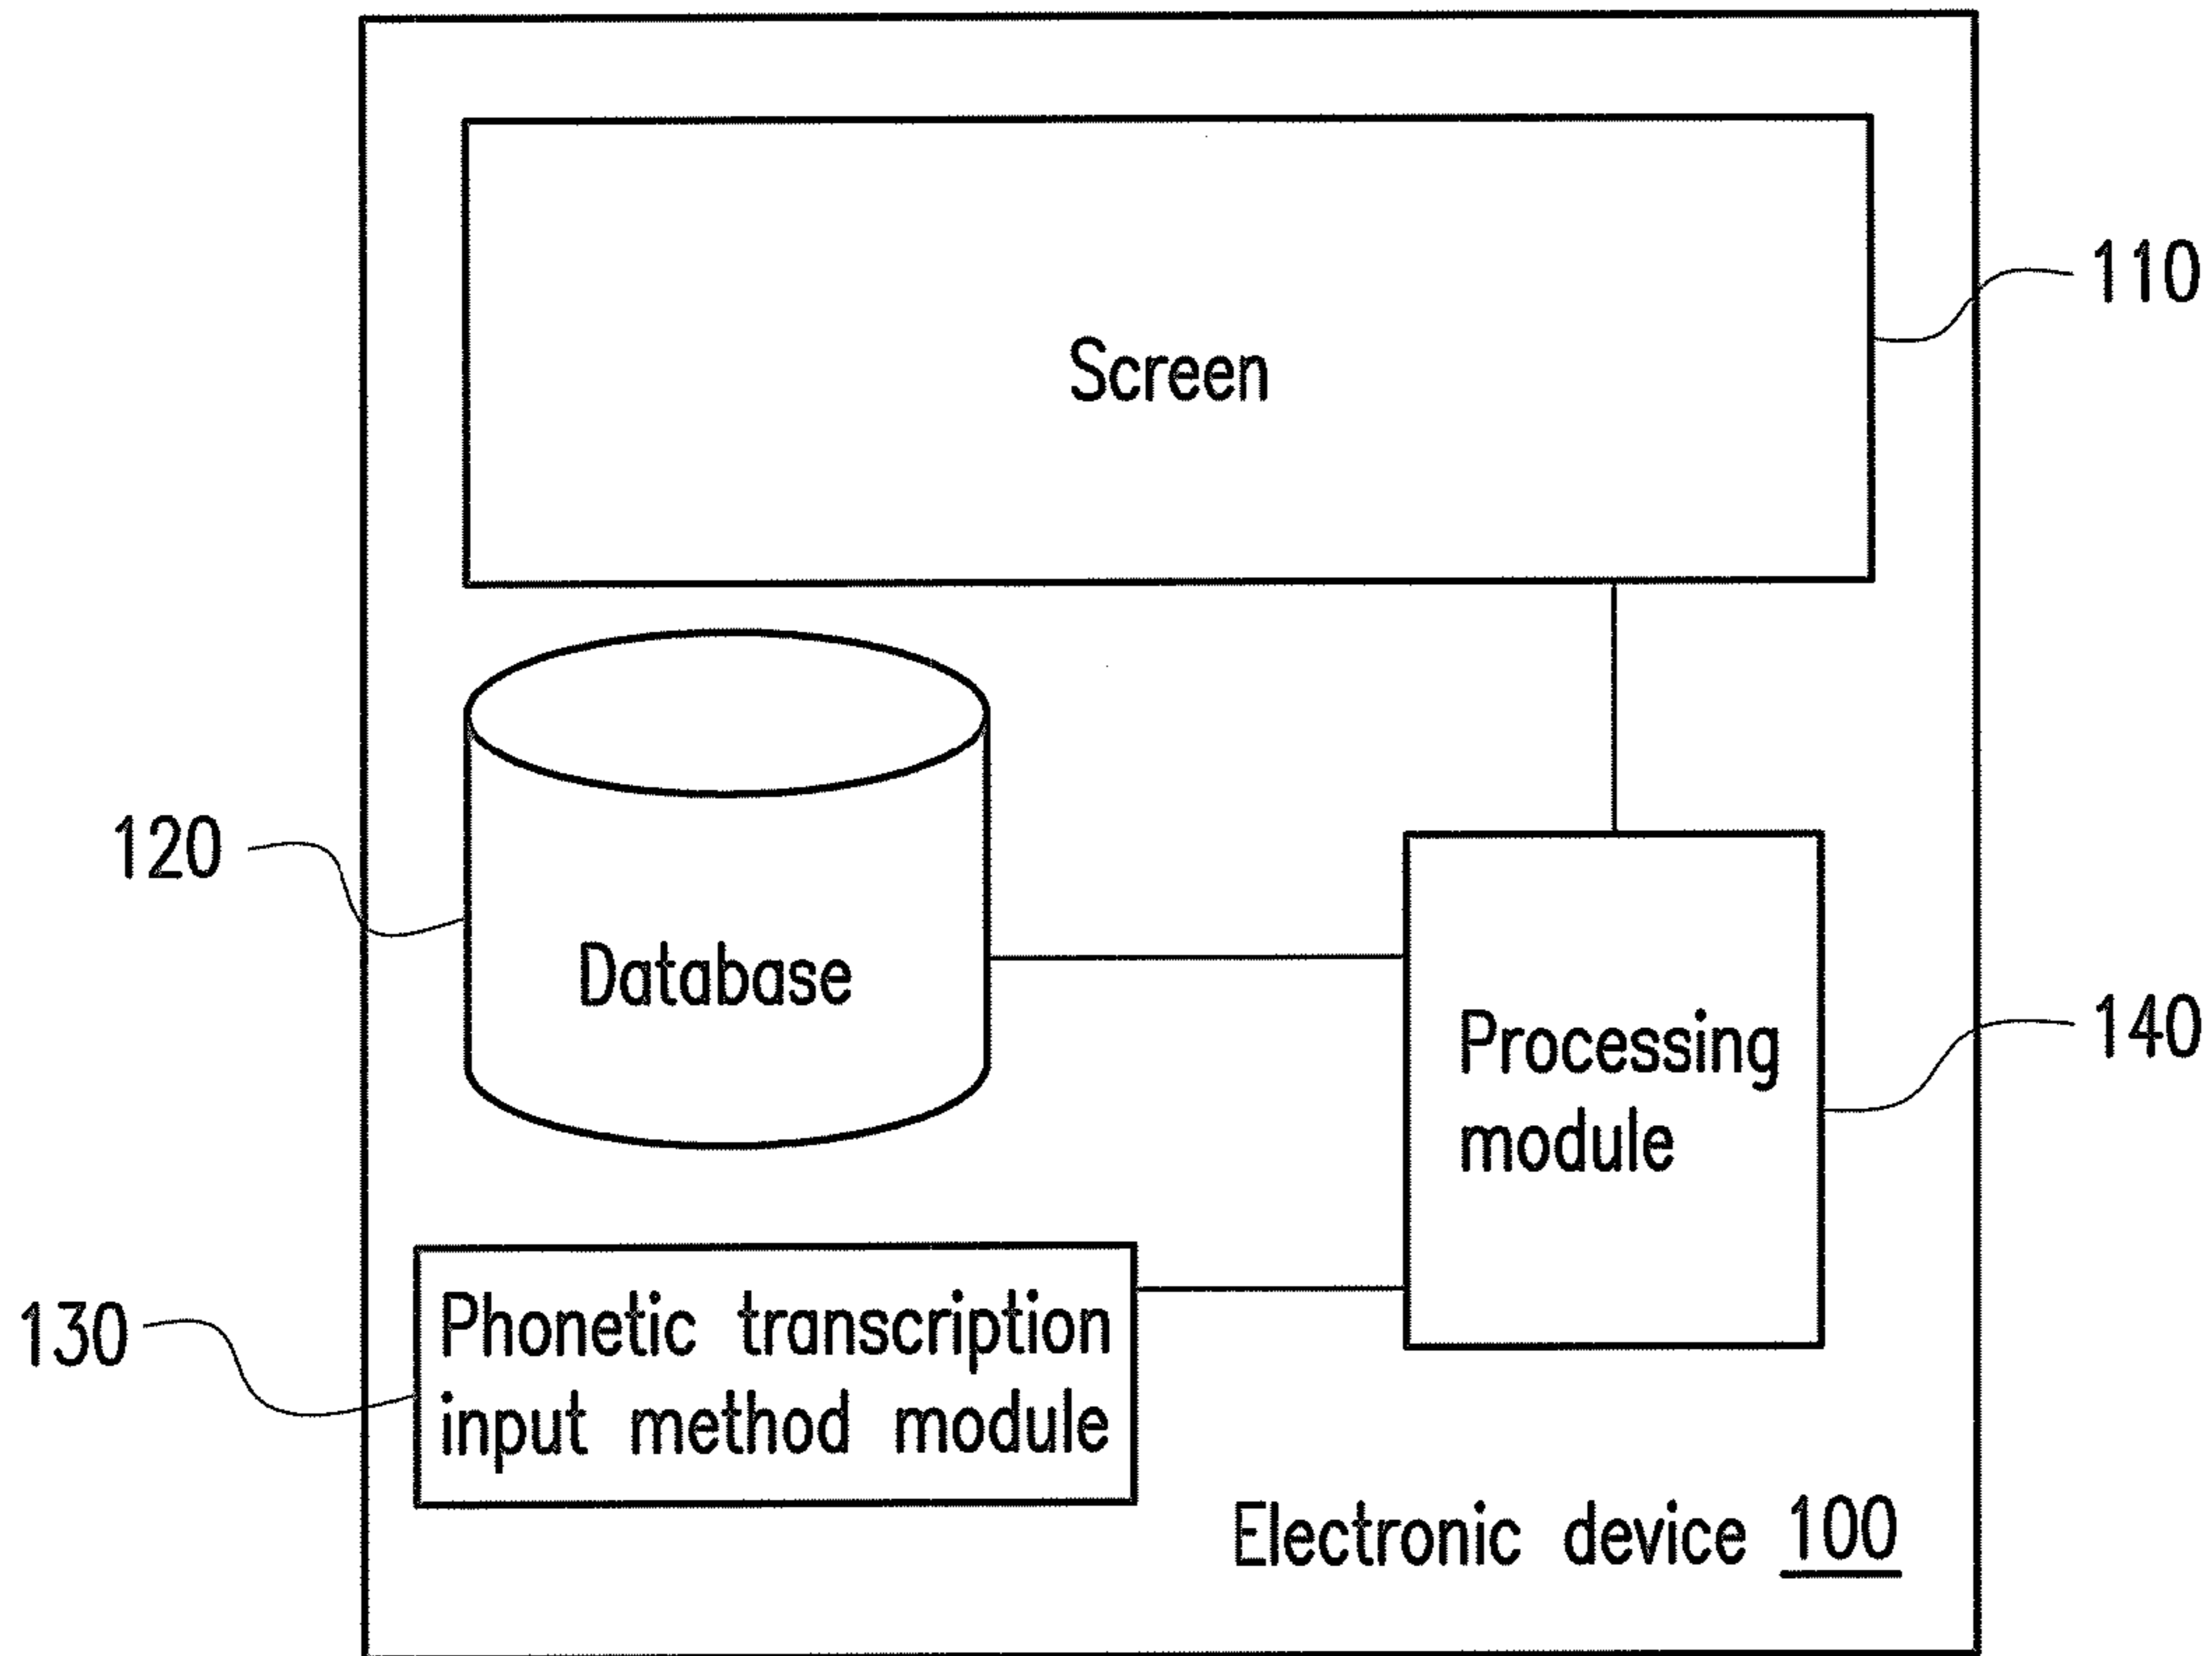 110
Screen
120
Database
Processing
module
140
130
Phonetic transcription
input method module
Electronic device 100